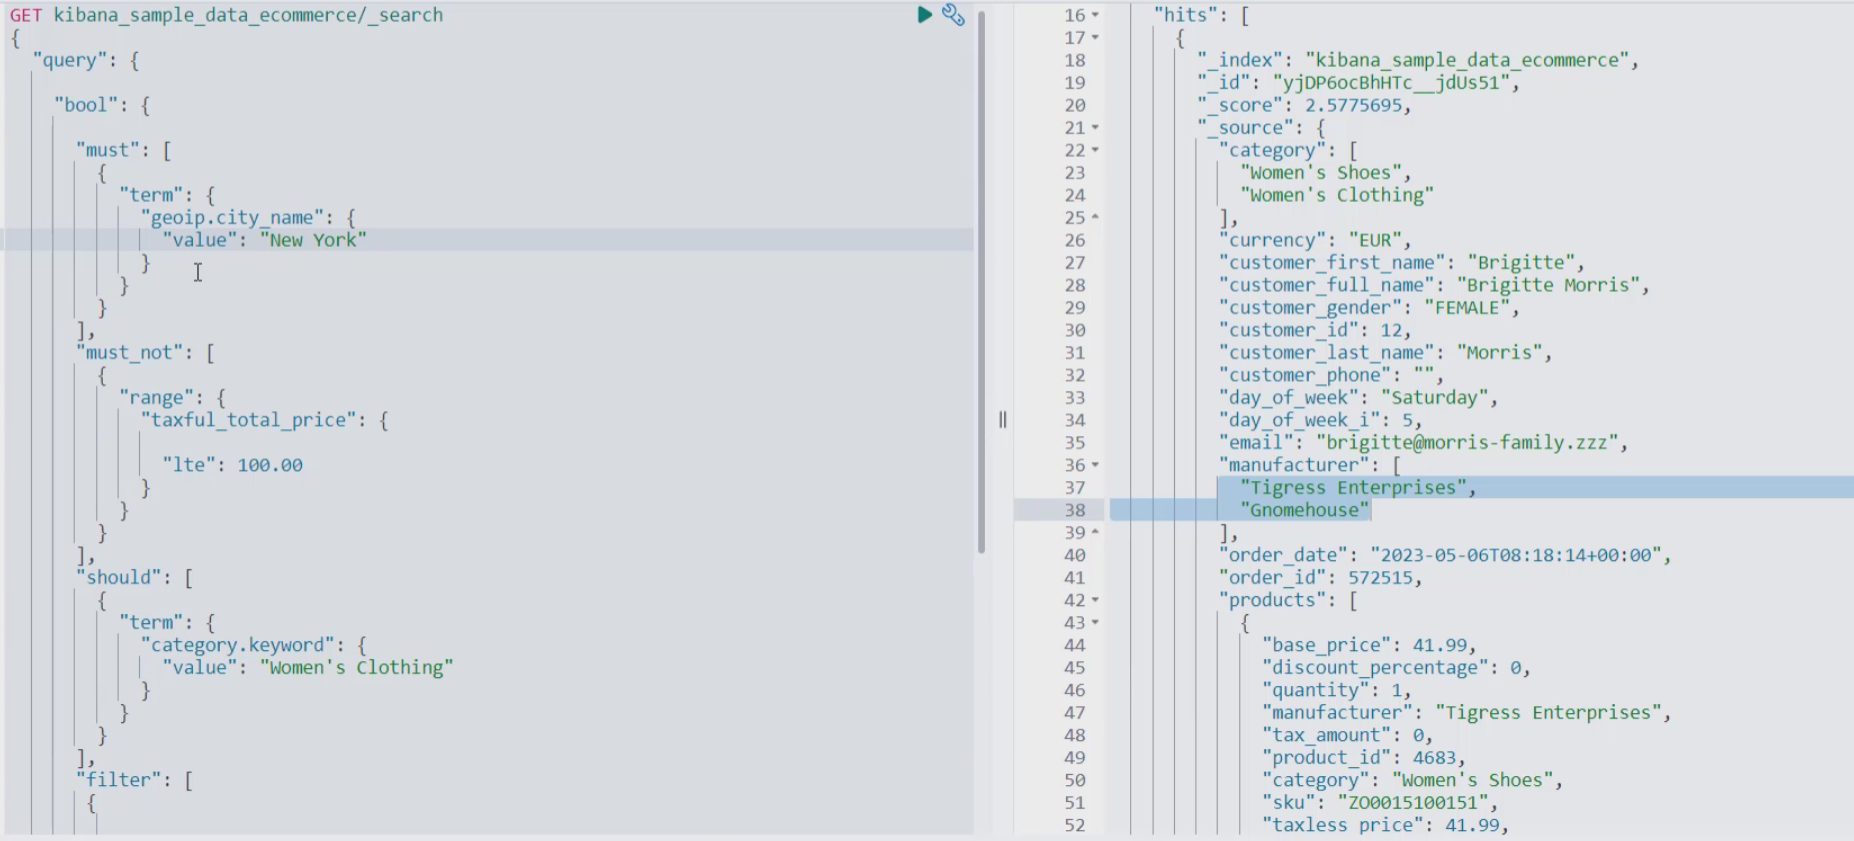 GET kibana_sample_data_ecommerce/_search
{
"query": {
"bool": {
"must": [
{
"term": {
"geoip.city_name": {
"value": "New York"
}
}
}
],
"must_not": [
{
"range": {
"taxful_total_price": {
"lte": 100.00
}
}
}
],
"should": [
{
"term": {
"category.keyword": {
"value": "Women's Clothing"
}
}
}
],
"filter": [
{
16 "hits": [
17 {
18 "_index": "kibana_sample_data_ecommerce",
19 "_id": "yjDP6ocBhHTc__jdUs51",
20 "_score": 2.5775695,
21 "_source": {
22 "category": [
23 "Women's Shoes",
24 "Women's Clothing"
25 ],
26 "currency": "EUR",
27 "customer_first_name": "Brigitte",
28 "customer_full_name": "Brigitte Morris",
29 "customer_gender": "FEMALE",
30 "customer_id": 12,
31 "customer_last_name": "Morris",
32 "customer_phone": "",
33 "day_of_week": "Saturday",
34 "day_of_week_i": 5,
35 "email": "brigitte@morris-family.zzz",
36 "manufacturer": [
37 "Tigress Enterprises",
38 "Gnomehouse"
39 ],
40 "order_date": "2023-05-06T08:18:14+00:00",
41 "order_id": 572515,
42 "products": [
43 {
44 "base_price": 41.99,
45 "discount_percentage": 0,
46 "quantity": 1,
47 "manufacturer": "Tigress Enterprises",
48 "tax_amount": 0,
49 "product_id": 4683,
50 "category": "Women's Shoes",
51 "sku": "ZO0015100151",
52 "taxless_price": 41.99,